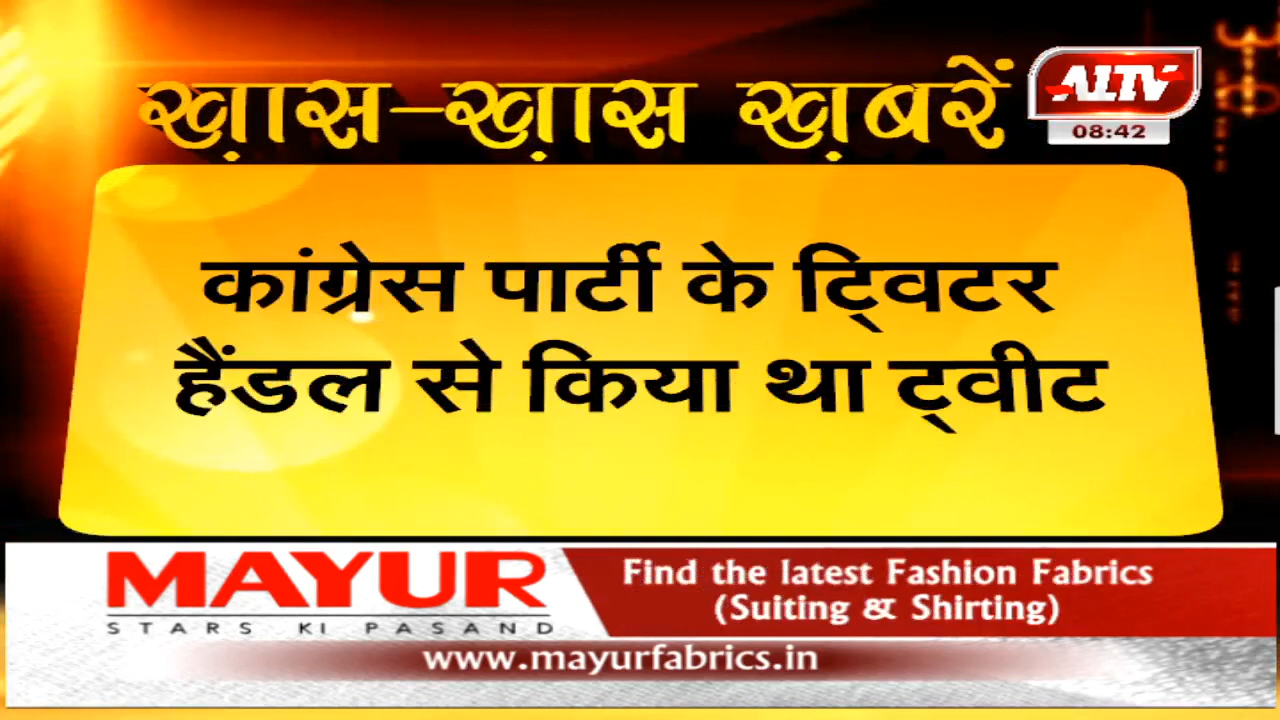 ख़ास-ख़ास ख़बरें
A1TV
08:42
कांग्रेस पार्टी के ट्विटर
हैंडल से किया था ट्वीट
MAYUR
STARS KI PASAND
Find the latest Fashion Fabrics
(Suiting & Shirting)
www.mayurfabrics.in